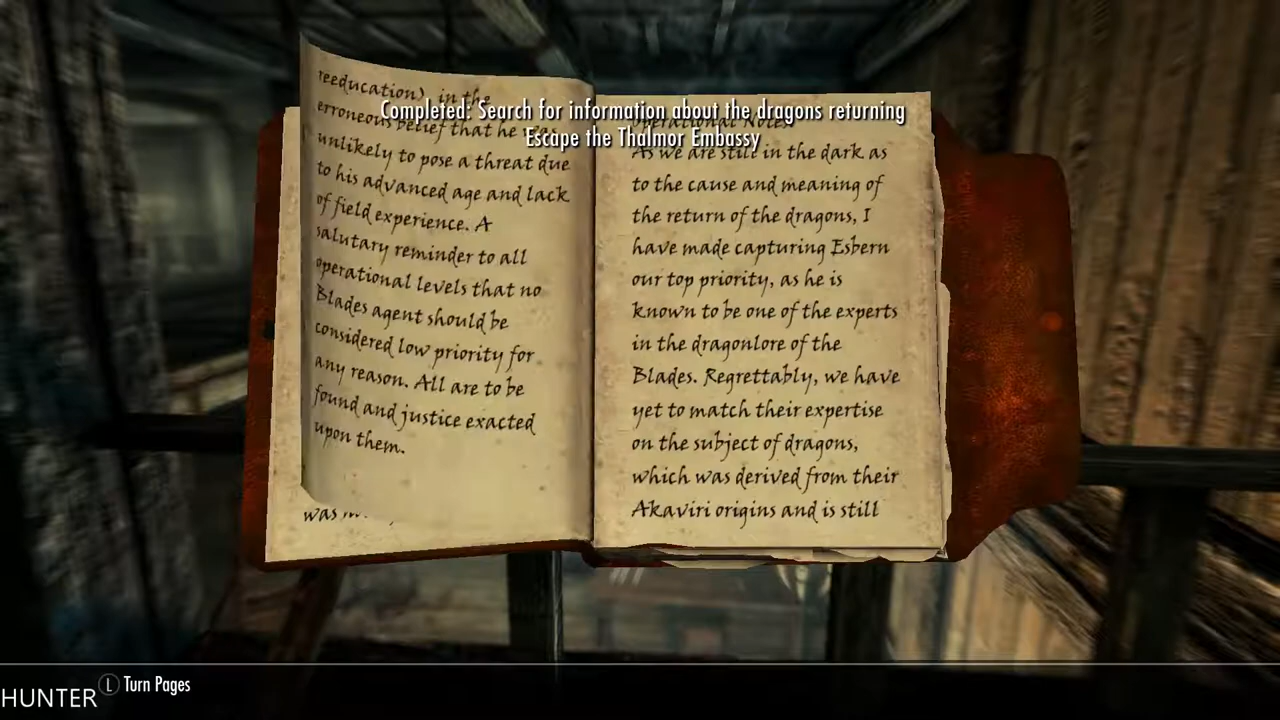 Completed: Search for information about the dragons returning
Escape the Thalmor Embassy
reeducation), in the
erroneous belief that he was
unlikely to pose a threat due
to his advanced age and lack
of field experience. A
salutary reminder to all
operational levels that no
Blades agent should be
considered low priority for
any reason. All are to be
found and justice exacted
upon them.
was
Operational Notes:
As we are still in the dark as
to the cause and meaning of
the return of the dragons, I
have made capturing Esbern
our top priority, as he is
known to be one of the experts
in the dragonlore of the
Blades. Regrettably, we have
yet to match their expertise
on the subject of dragons,
which was derived from their
Akaviri origins and is still
HUNTER
L Turn Pages